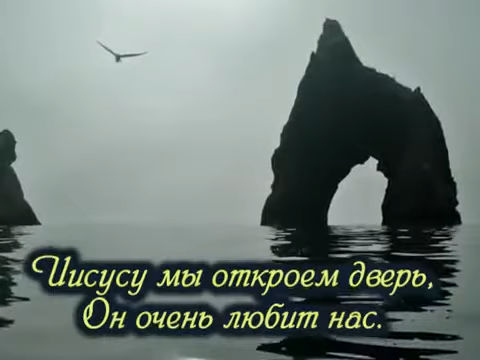 Иисусу мы откроем дверь,
Он очень любит нас.